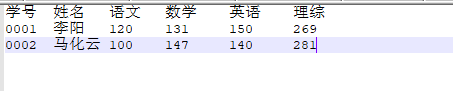 学号 姓名 语文 数学 英语 理综
0001 李阳 120 131 150 269
0002 马化云 100 147 140 281